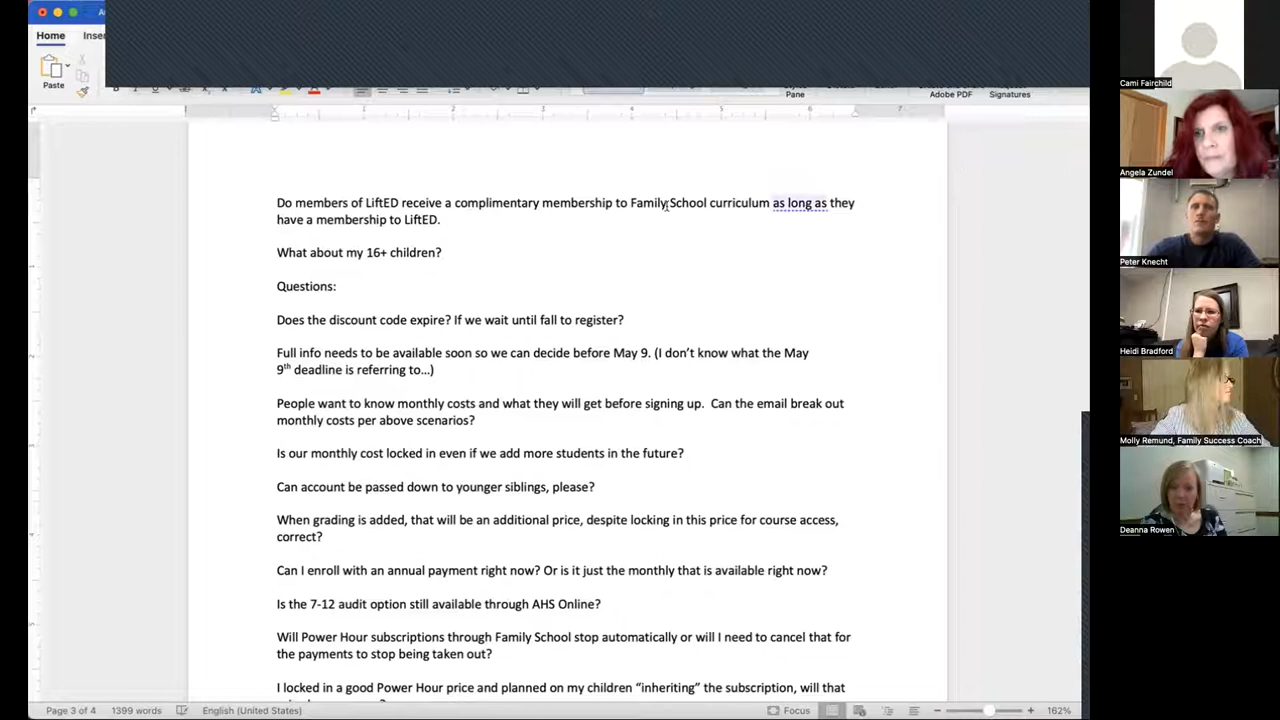 Home Inser
Paste
Pane
Adobe PDF
Signatures
1 2 3 4 5 6 7
Do members of LiftED receive a complimentary membership to Family School curriculum as long as they
have a membership to LiftED.
What about my 16+ children?
Questions:
Does the discount code expire? If we wait until fall to register?
Full info needs to be available soon so we can decide before May 9. (I don’t know what the May
9th deadline is referring to…)
People want to know monthly costs and what they will get before signing up.  Can the email break out
monthly costs per above scenarios?
Is our monthly cost locked in even if we add more students in the future?
Can account be passed down to younger siblings, please?
When grading is added, that will be an additional price, despite locking in this price for course access,
correct?
Can I enroll with an annual payment right now? Or is it just the monthly that is available right now?
Is the 7-12 audit option still available through AHS Online?
Will Power Hour subscriptions through Family School stop automatically or will I need to cancel that for
the payments to stop being taken out?
I locked in a good Power Hour price and planned on my children “inheriting” the subscription, will that
Page 3 of 4 1399 words English (United States) Focus 162%
Cami Fairchild
Angela Zundel
Peter Knecht
Heidi Bradford
Molly Remund, Family Success Coach
Deanna Rowen